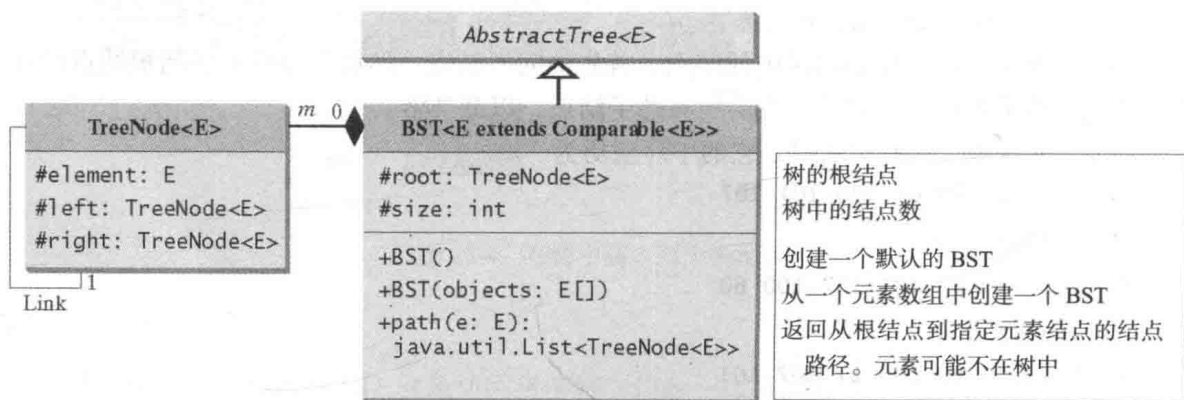 AbstractTree<E>
m 0
TreeNode<E>
BST<E extends Comparable<E>>
#element: E
#left: TreeNode<E>
#right: TreeNode<E>
1
Link
#root: TreeNode<E>
#size: int
+BST()
+BST(objects: E[])
+path(e: E):
java.util.List<TreeNode<E>>
树的根结点
树中的结点数
创建一个默认的 BST
从一个元素数组中创建一个 BST
返回从根结点到指定元素结点的结点
路径。元素可能不在树中